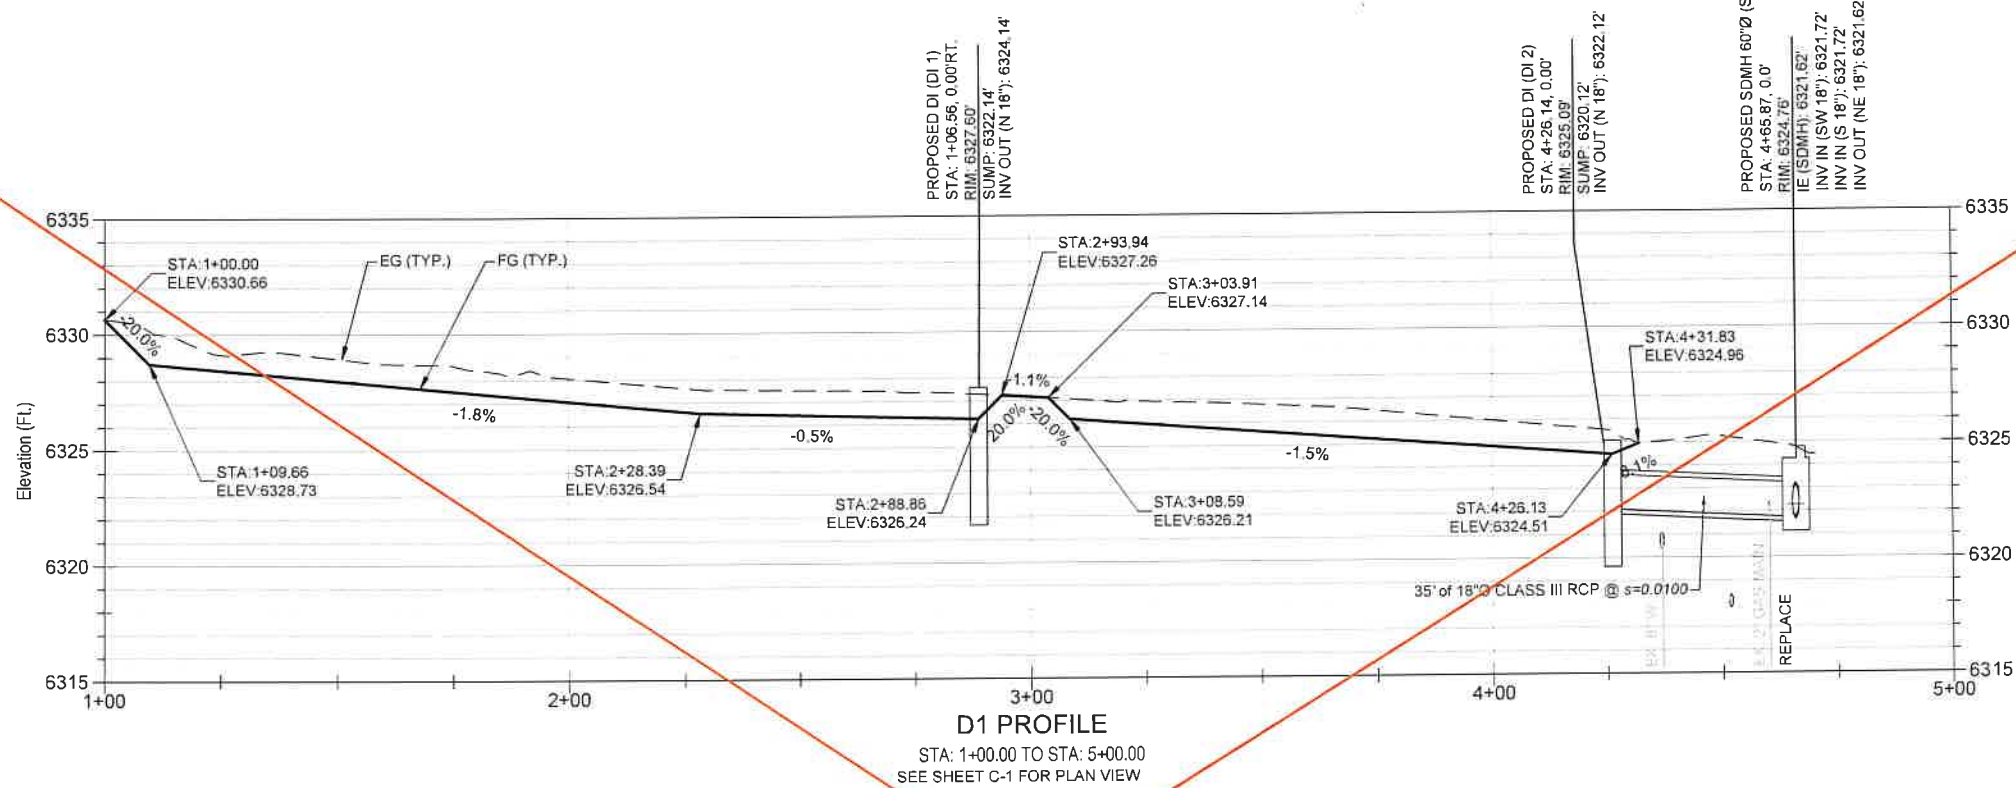 PROPOSED DI (DI 1)
STA: 1+06.56, 0.00'RT.
RIM: 6327.60'
SUMP: 6322.14'
INV OUT (N 18"): 6324.14'
PROPOSED DI (DI 2)
STA: 4+26.14, 0.00'
RIM: 6325.09'
SUMP: 6320.12'
INV OUT (N 18"): 6322.12'
PROPOSED SDMH 60"Ø (S
STA: 4+65.87, 0.0'
RIM: 6324.76'
IE (SDMH): 6321.62'
INV IN (SW 18"): 6321.72'
INV IN (S 18"): 6321.72'
INV OUT (NE 18"): 6321.62'
6335
6330
6325
6320
6315
Elevation (Ft.)
STA:1+00.00
ELEV:6330.66
EG (TYP.)
FG (TYP.)
STA:2+93.94
ELEV:6327.26
STA:3+03.91
ELEV:6327.14
STA:4+31.83
ELEV:6324.96
-20.0%
-1.8%
-0.5%
20.0%
-1.1%
-20.0%
-1.5%
STA:1+09.66
ELEV:6328.73
STA:2+28.39
ELEV:6326.54
STA:2+88.86
ELEV:6326.24
STA:3+08.59
ELEV:6326.21
STA:4+26.13
ELEV:6324.51
35' of 18"Ø CLASS III RCP @ s=0.0100
EX. 2" GAS MAIN
REPLACE
6335
6330
6325
6320
6315
1+00
2+00
3+00
4+00
5+00
D1 PROFILE
STA: 1+00.00 TO STA: 5+00.00
SEE SHEET C-1 FOR PLAN VIEW